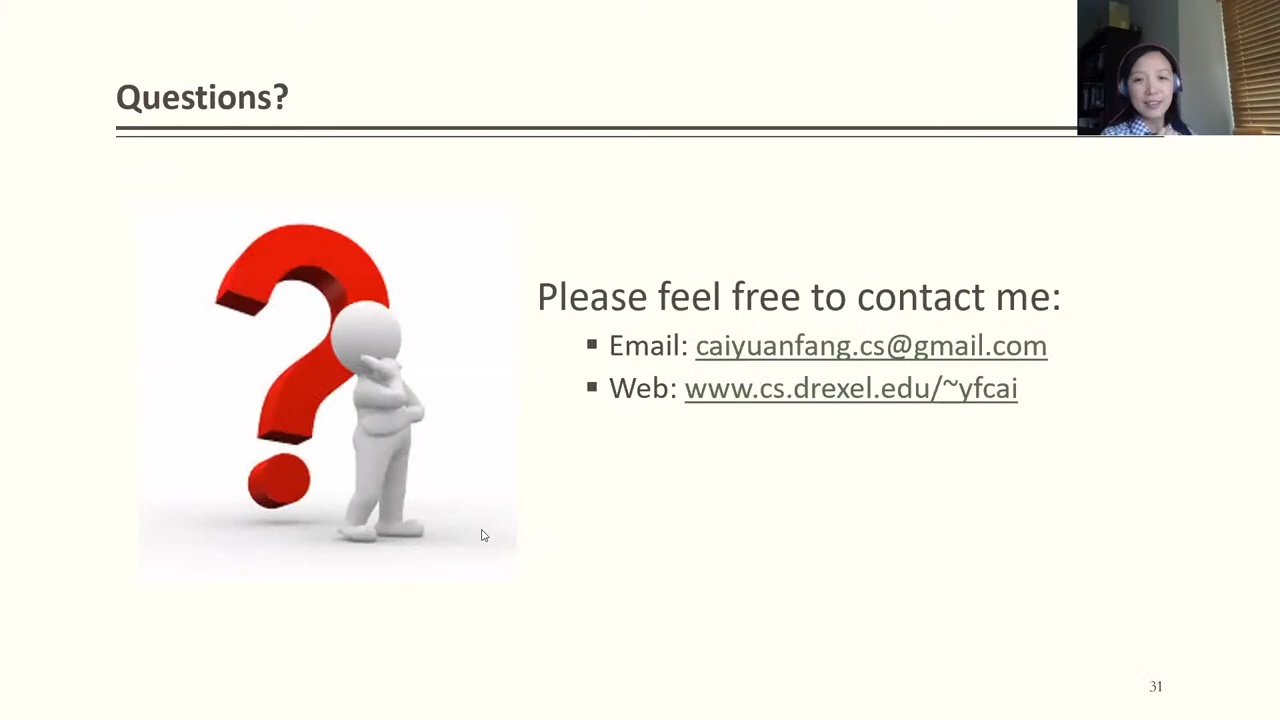 Questions?
Please feel free to contact me:
▪ Email: caiyuanfang.cs@gmail.com
▪ Web: www.cs.drexel.edu/~yfcai
31